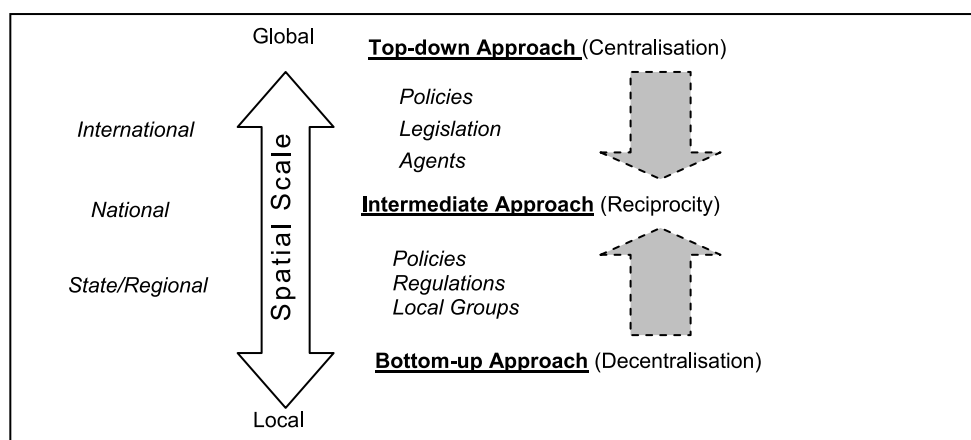 Global
Top-down Approach (Centralisation)
Policies
International
Legislation
Agents
Spatial Scale
National
Intermediate Approach (Reciprocity)
Policies
State/Regional
Regulations
Local Groups
Bottom-up Approach (Decentralisation)
Local